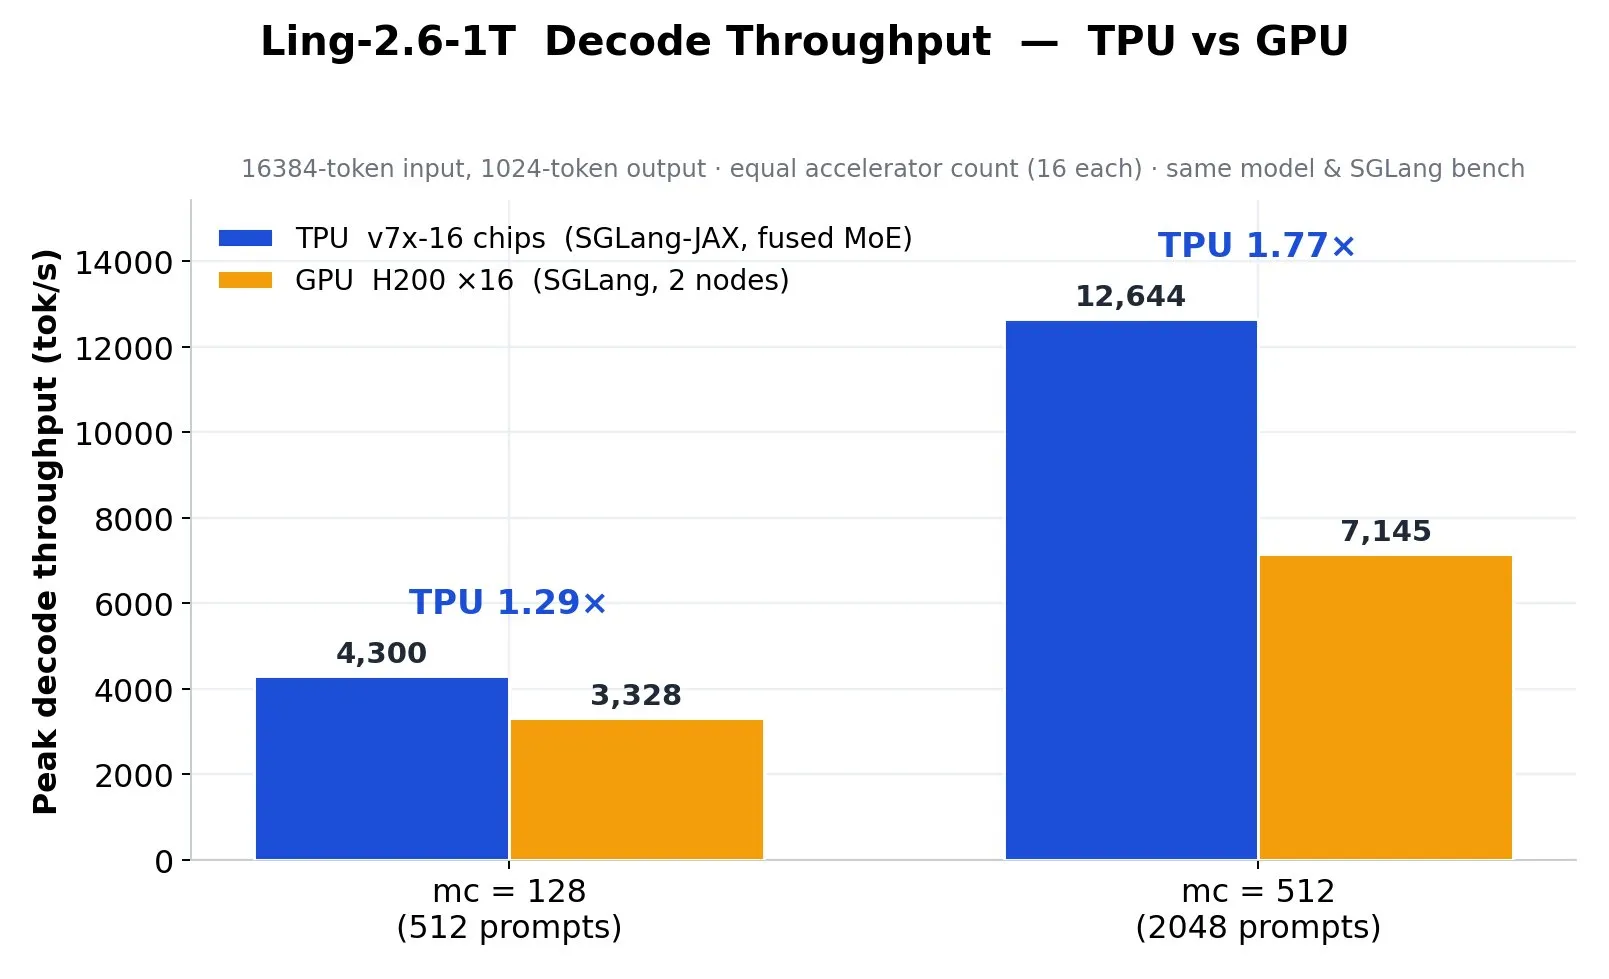 Ling-2.6-1T  Decode Throughput  —  TPU vs GPU
16384-token input, 1024-token output · equal accelerator count (16 each) · same model & SGLang bench
TPU  v7x-16 chips  (SGLang-JAX, fused MoE)
GPU  H200 ×16  (SGLang, 2 nodes)
Peak decode throughput (tok/s)
14000
12000
10000
8000
6000
4000
2000
0
TPU 1.29×
4,300
3,328
TPU 1.77×
12,644
7,145
mc = 128
(512 prompts)
mc = 512
(2048 prompts)